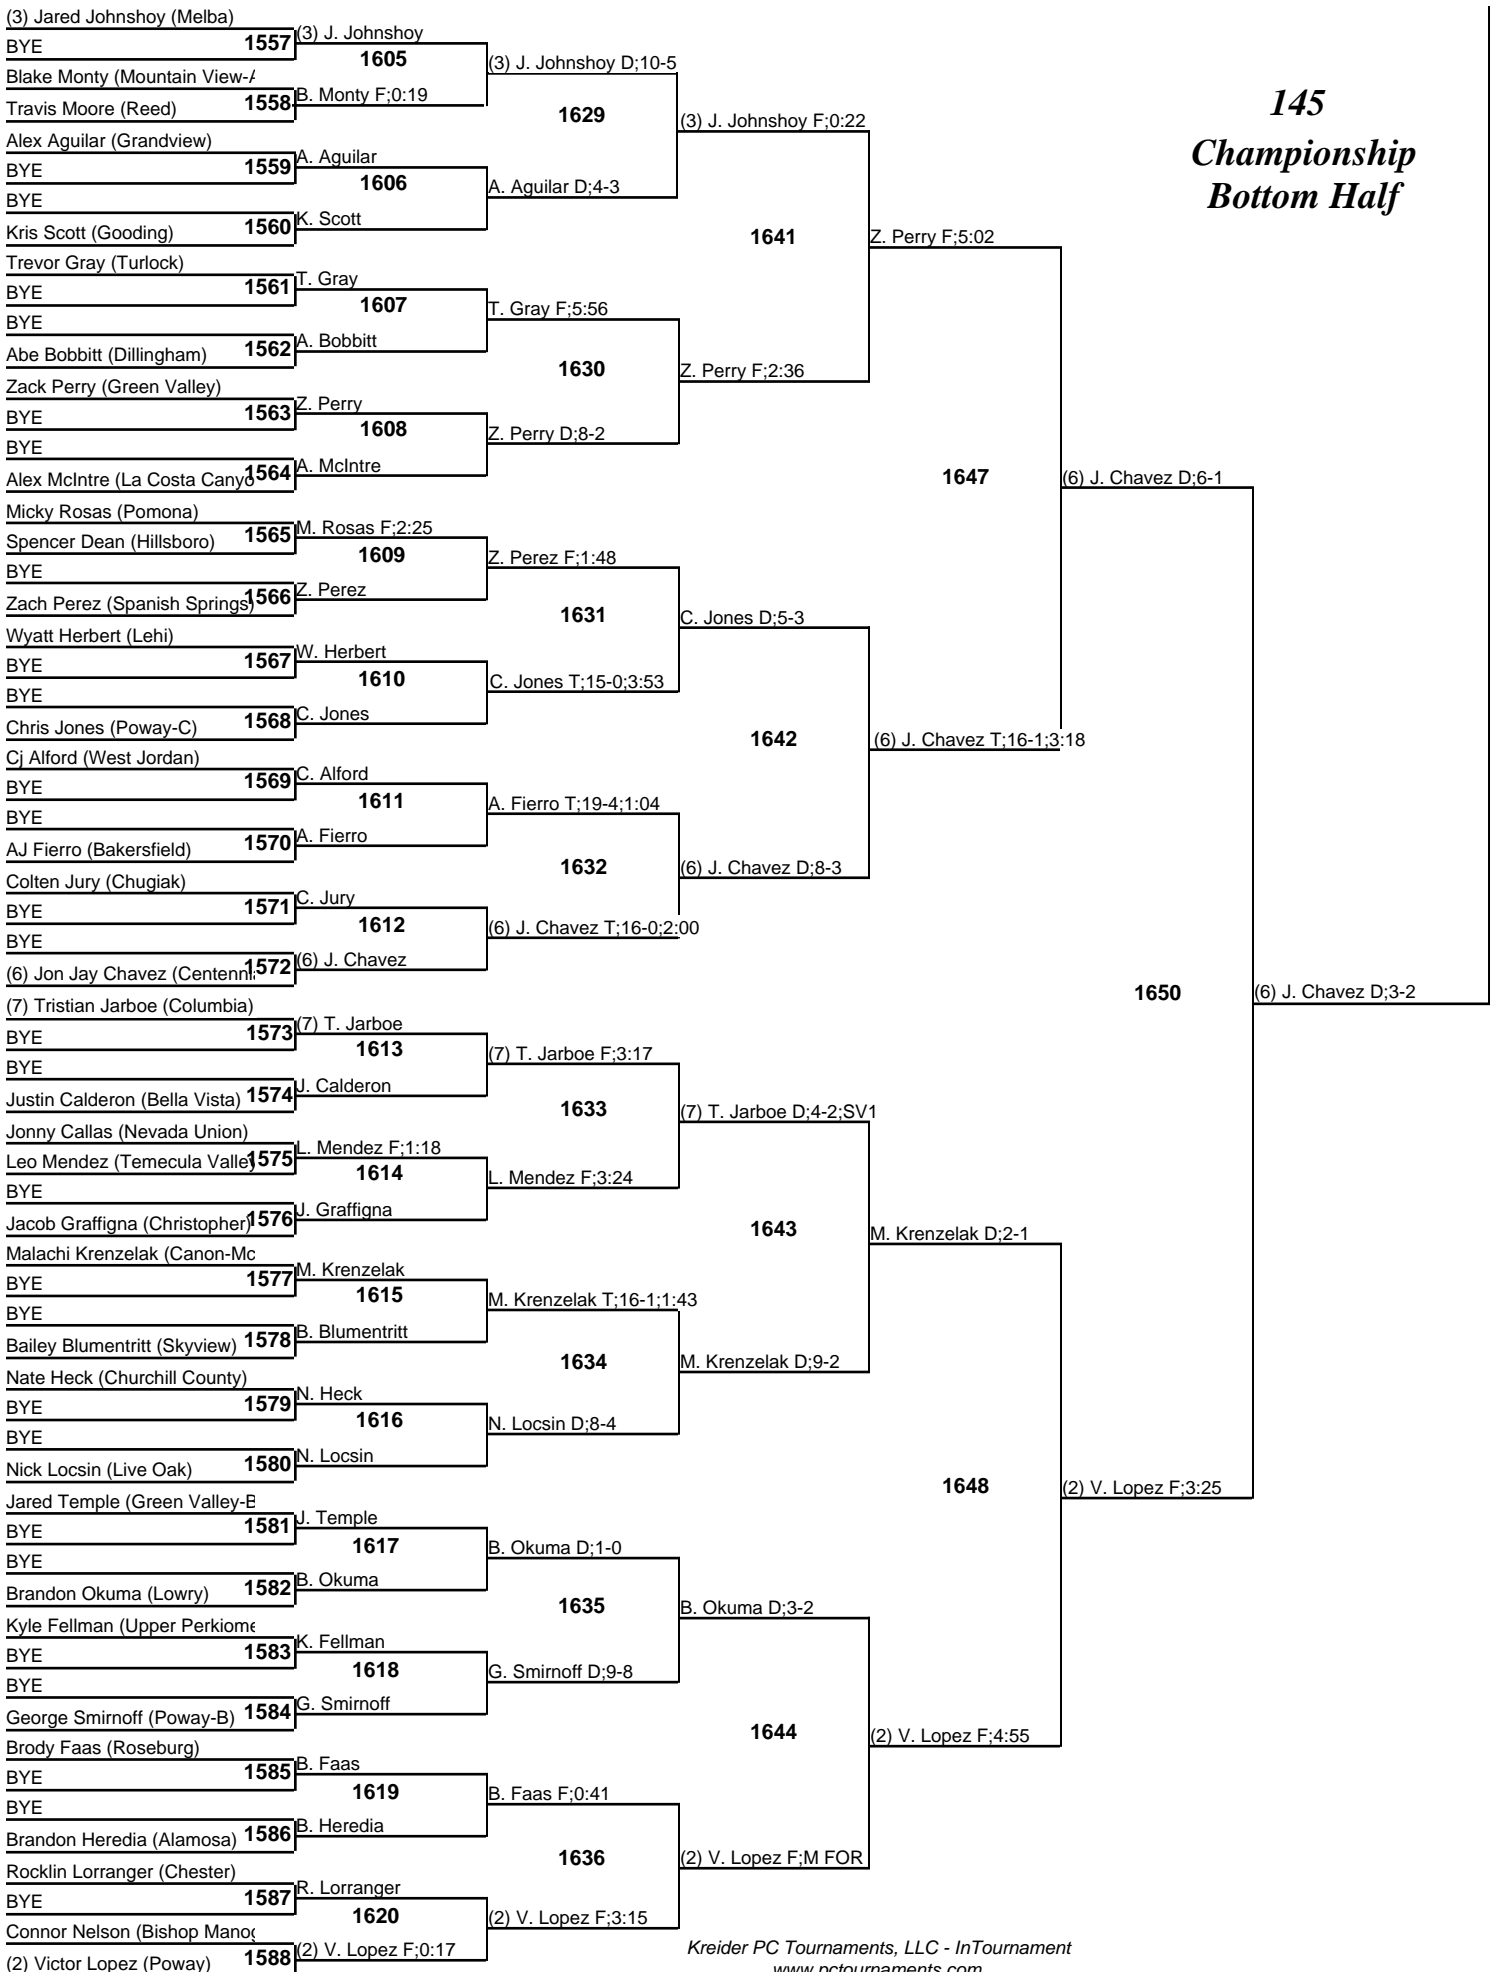 (3) Jared Johnshoy (Melba)
BYE
1557
(3) J. Johnshoy
1605
(3) J. Johnshoy D;10-5
Blake Monty (Mountain View-A
Travis Moore (Reed)
1558
B. Monty F;0:19
1629
(3) J. Johnshoy F;0:22
145
Championship
Bottom Half
Alex Aguilar (Grandview)
BYE
1559
A. Aguilar
1606
A. Aguilar D;4-3
BYE
Kris Scott (Gooding)
1560
K. Scott
1641
Z. Perry F;5:02
Trevor Gray (Turlock)
BYE
1561
T. Gray
1607
T. Gray F;5:56
BYE
Abe Bobbitt (Dillingham)
1562
A. Bobbitt
1630
Z. Perry F;2:36
Zack Perry (Green Valley)
BYE
1563
Z. Perry
1608
Z. Perry D;8-2
BYE
Alex McIntre (La Costa Canyo
1564
A. McIntre
1647
(6) J. Chavez D;6-1
Micky Rosas (Pomona)
Spencer Dean (Hillsboro)
1565
M. Rosas F;2:25
1609
Z. Perez F;1:48
BYE
Zach Perez (Spanish Springs)
1566
Z. Perez
1631
C. Jones D;5-3
Wyatt Herbert (Lehi)
BYE
1567
W. Herbert
1610
C. Jones T;15-0;3:53
BYE
Chris Jones (Poway-C)
1568
C. Jones
1642
(6) J. Chavez T;16-1;3:18
Cj Alford (West Jordan)
BYE
1569
C. Alford
1611
A. Fierro T;19-4;1:04
BYE
AJ Fierro (Bakersfield)
1570
A. Fierro
1632
(6) J. Chavez D;8-3
Colten Jury (Chugiak)
BYE
1571
C. Jury
1612
(6) J. Chavez T;16-0;2:00
BYE
(6) Jon Jay Chavez (Centenni
1572
(6) J. Chavez
1650
(6) J. Chavez D;3-2
(7) Tristian Jarboe (Columbia)
BYE
1573
(7) T. Jarboe
1613
(7) T. Jarboe F;3:17
BYE
Justin Calderon (Bella Vista)
1574
J. Calderon
1633
(7) T. Jarboe D;4-2;SV1
Jonny Callas (Nevada Union)
Leo Mendez (Temecula Valley
1575
L. Mendez F;1:18
1614
L. Mendez F;3:24
BYE
Jacob Graffigna (Christopher)
1576
J. Graffigna
1643
M. Krenzelak D;2-1
Malachi Krenzelak (Canon-Mc
BYE
1577
M. Krenzelak
1615
M. Krenzelak T;16-1;1:43
BYE
Bailey Blumentritt (Skyview)
1578
B. Blumentritt
1634
M. Krenzelak D;9-2
Nate Heck (Churchill County)
BYE
1579
N. Heck
1616
N. Locsin D;8-4
BYE
Nick Locsin (Live Oak)
1580
N. Locsin
1648
(2) V. Lopez F;3:25
Jared Temple (Green Valley-B
BYE
1581
J. Temple
1617
B. Okuma D;1-0
BYE
Brandon Okuma (Lowry)
1582
B. Okuma
1635
B. Okuma D;3-2
Kyle Fellman (Upper Perkiome
BYE
1583
K. Fellman
1618
G. Smirnoff D;9-8
BYE
George Smirnoff (Poway-B)
1584
G. Smirnoff
1644
(2) V. Lopez F;4:55
Brody Faas (Roseburg)
BYE
1585
B. Faas
1619
B. Faas F;0:41
BYE
Brandon Heredia (Alamosa)
1586
B. Heredia
1636
(2) V. Lopez F;M FOR
Rocklin Lorranger (Chester)
BYE
1587
R. Lorranger
1620
(2) V. Lopez F;3:15
Connor Nelson (Bishop Manog
(2) Victor Lopez (Poway)
1588
(2) V. Lopez F;0:17
Kreider PC Tournaments, LLC - InTournament
www.pctournaments.com